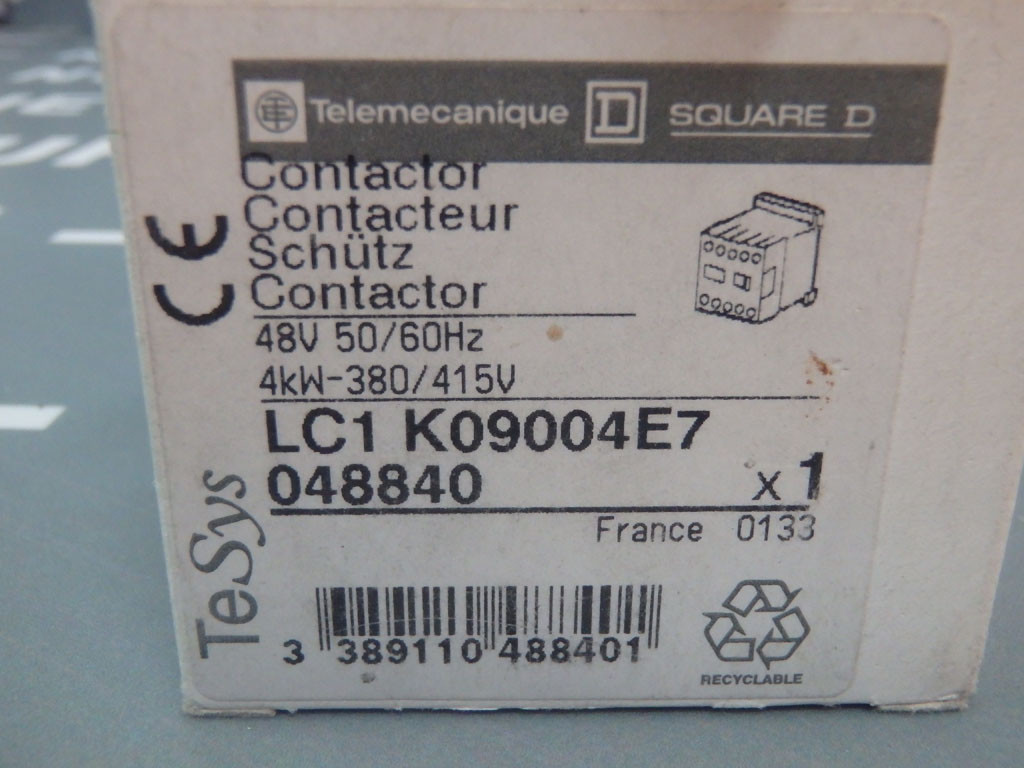 Telemecanique SQUARE D
Contactor
Contacteur
Schütz
Contactor
CE
48V 50/60Hz
4kW-380/415V
LC1 K09004E7
048840 x 1
France 0133
TeSys
3 389110 488401
RECYCLABLE